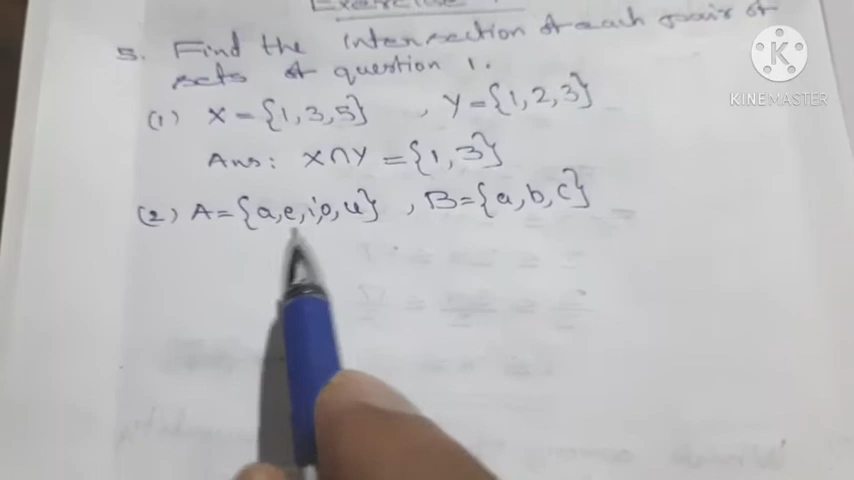 Exercise
5. Find the intersection of each pair of
sets of question 1.
(1) X = {1,3,5} , Y = {1,2,3}
Ans: X∩Y = {1,3}
(2) A = {a,e,i,o,u} , B = {a,b,c}
K
KINEMASTER